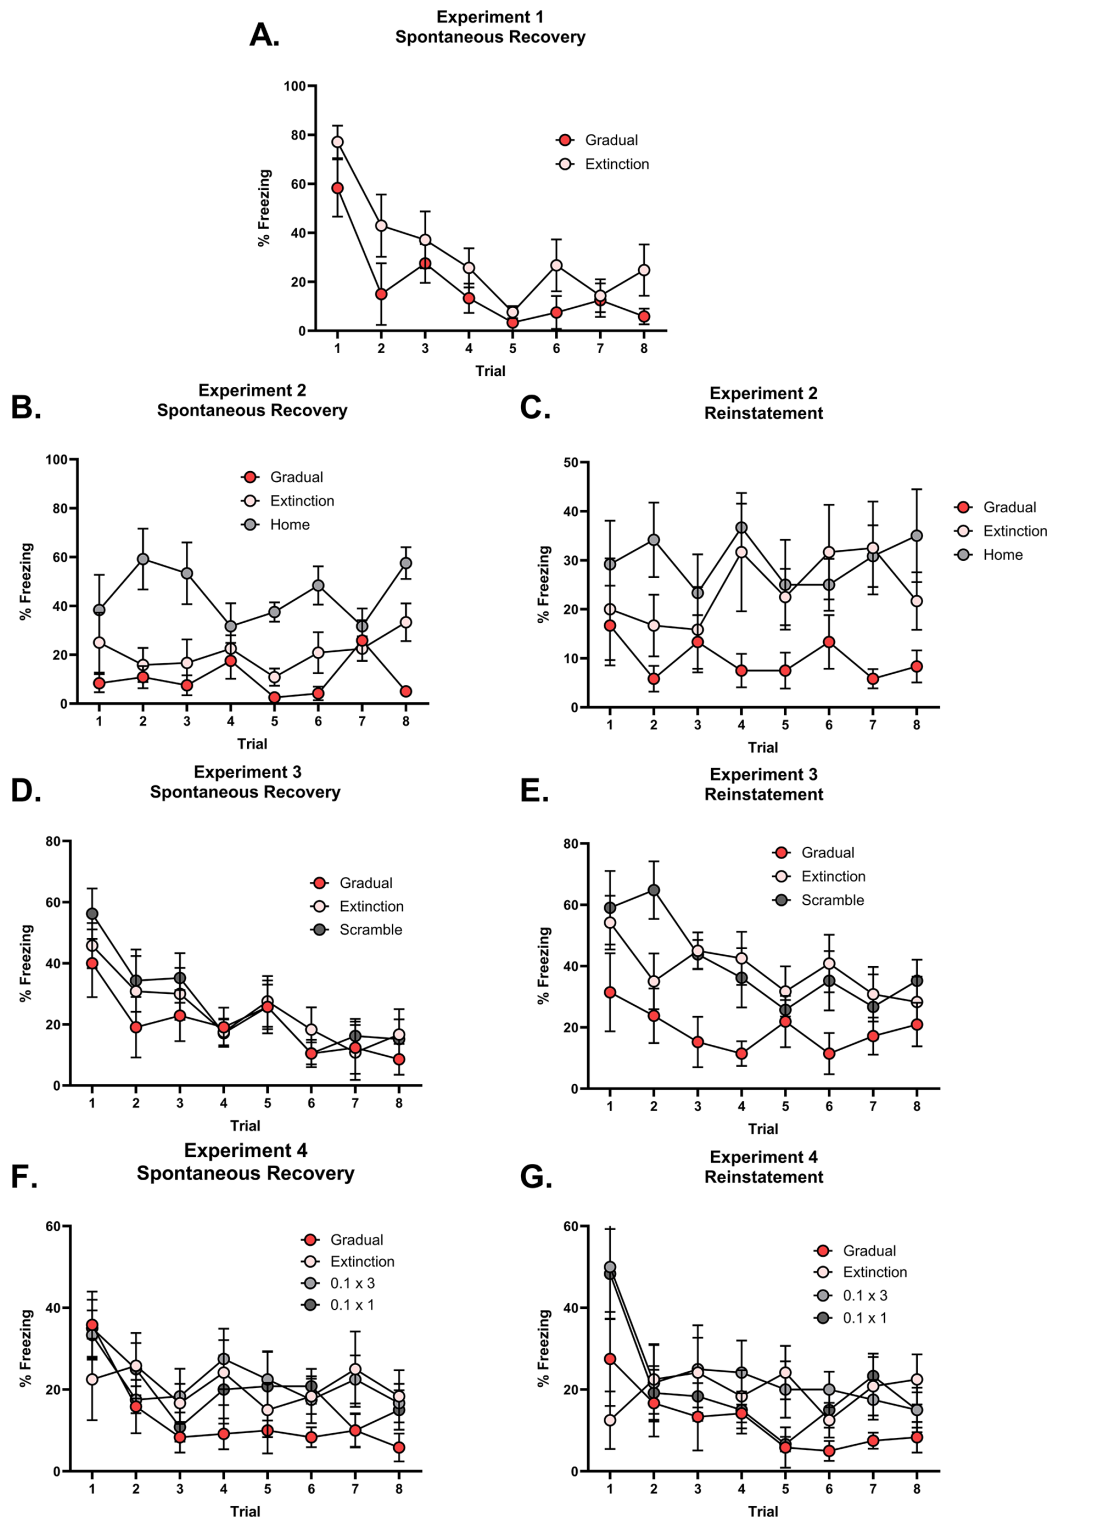 A.
Experiment 1
Spontaneous Recovery
100
80
60
40
20
0
% Freezing
Gradual
Extinction
1 2 3 4 5 6 7 8
Trial
B.
Experiment 2
Spontaneous Recovery
100
80
60
40
20
0
% Freezing
Gradual
Extinction
Home
1 2 3 4 5 6 7 8
Trial
C.
Experiment 2
Reinstatement
50
40
30
20
10
0
% Freezing
Gradual
Extinction
Home
1 2 3 4 5 6 7 8
Trial
D.
Experiment 3
Spontaneous Recovery
80
60
40
20
0
% Freezing
Gradual
Extinction
Scramble
1 2 3 4 5 6 7 8
Trial
E.
Experiment 3
Reinstatement
80
60
40
20
0
% Freezing
Gradual
Extinction
Scramble
1 2 3 4 5 6 7 8
Trial
F.
Experiment 4
Spontaneous Recovery
60
40
20
0
% Freezing
Gradual
Extinction
0.1 x 3
0.1 x 1
1 2 3 4 5 6 7 8
Trial
G.
Experiment 4
Reinstatement
60
40
20
0
% Freezing
Gradual
Extinction
0.1 x 3
0.1 x 1
1 2 3 4 5 6 7 8
Trial